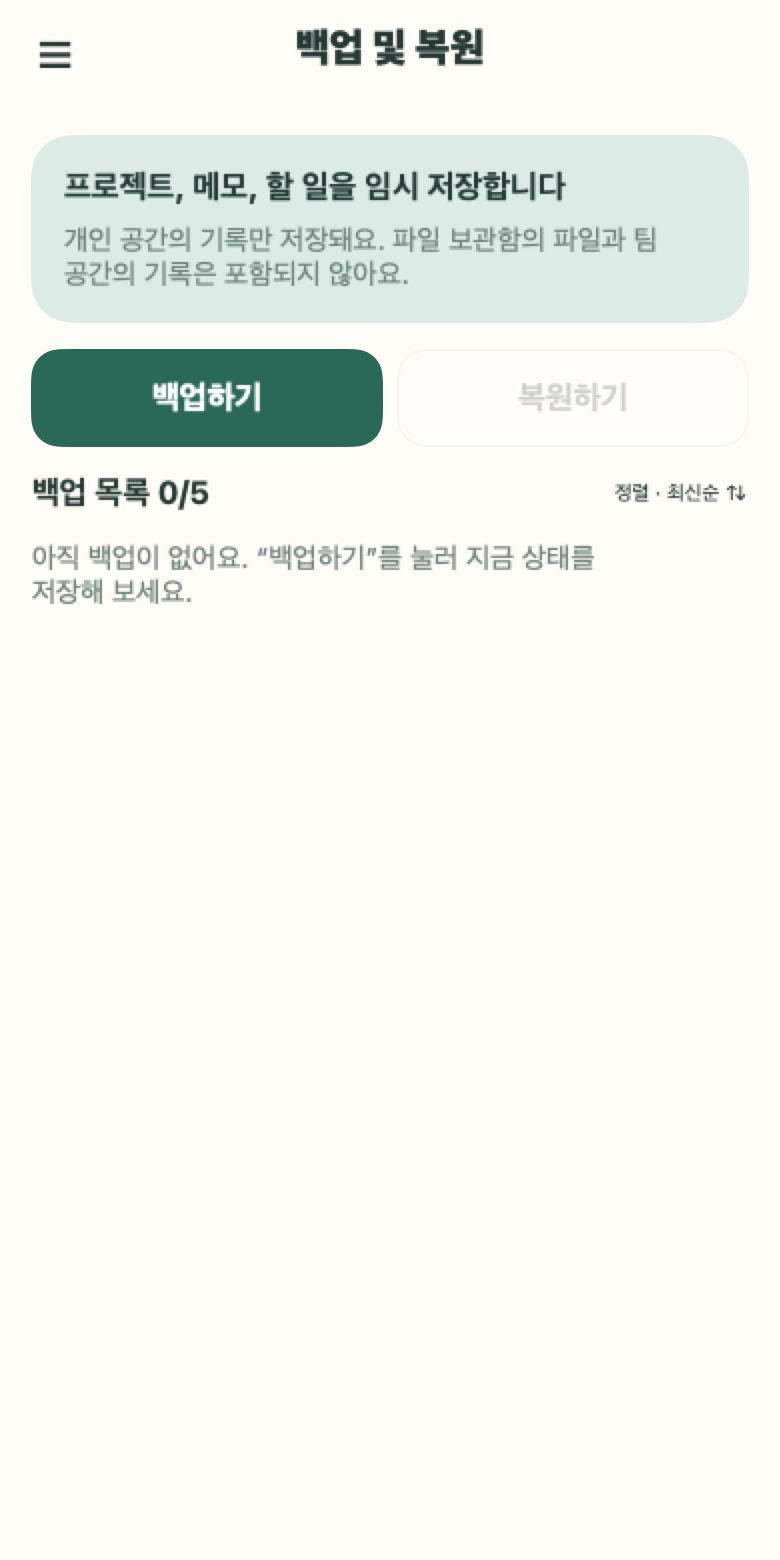 백업 및 복원
프로젝트, 메모, 할 일을 임시 저장합니다
개인 공간의 기록만 저장돼요. 파일 보관함의 파일과 팀
공간의 기록은 포함되지 않아요.
백업하기
복원하기
백업 목록 0/5
정렬 · 최신순 ⇅
아직 백업이 없어요. “백업하기”를 눌러 지금 상태를
저장해 보세요.